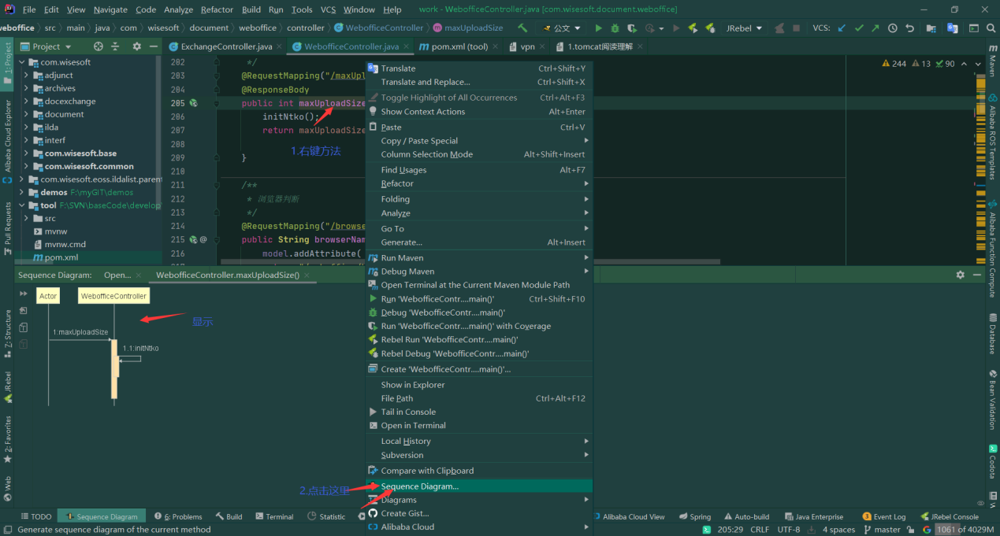 File Edit View Navigate Code Analyze Refactor Build Run Tools VCS Window Help work - WebofficeController.java [com.wisesoft.document.weboffice]
weboffice src main java com wisesoft document weboffice controller WebofficeController maxUploadSize 公文 JRebel VCS:
Project ExchangeController.java WebofficeController.java pom.xml (tool) vpn 1.tomcat阅读理解
1: Project
Alibaba Cloud Explorer
Pull Requests
Z: Structure
JRebel
2: Favorites
Web
com.wisesoft
adjunct
archives
docexchange
document
ilda
interf
com.wisesoft.base
com.wisesoft.common
com.wisesoft.eoss.ildalist.parent
demos F:\myGIT\demos
tool F:\SVN\baseCode\develop
src
mvnw
mvnw.cmd
pom.xml
244 13 90
202 */
203 @RequestMapping("/maxUpl
204 @ResponseBody
205 public int maxUploadSize
206 initNtko();
207 return maxUploadSize
208
209 }
210
211 /**
212 * 浏览器判断
213 */
214 @RequestMapping("/browse
215 public String browserNam
216 model.addAttribute(
1.右键方法
Translate Ctrl+Shift+Y
Translate and Replace... Ctrl+Shift+X
Toggle Highlight of All Occurrences Ctrl+Alt+F3
Show Context Actions Alt+Enter
Paste Ctrl+V
Copy / Paste Special
Column Selection Mode Alt+Shift+Insert
Find Usages Alt+F7
Refactor
Folding
Analyze
Go To
Generate... Alt+Insert
Run Maven
Debug Maven
Open Terminal at the Current Maven Module Path
Run 'WebofficeContr....main()' Ctrl+Shift+F10
Debug 'WebofficeContr....main()'
Run 'WebofficeContr....main()' with Coverage
Rebel Run 'WebofficeContr....main()'
Rebel Debug 'WebofficeContr....main()'
Create 'WebofficeContr....main()'...
Show in Explorer
File Path Ctrl+Alt+F12
Tail in Console
Open in Terminal
Local History
Subversion
Compare with Clipboard
Sequence Diagram...
Diagrams
Create Gist...
Alibaba Cloud
2.点击这里
Sequence Diagram: Open... WebofficeController.maxUploadSize()
Actor WebofficeController
显示
1:maxUploadSize
1.1:initNtko
Maven
Alibaba ROS Templates
Alibaba Function Compute
Database
Bean Validation
Codota
TODO Sequence Diagram 6: Problems Build Terminal Statistic Alibaba Cloud View Spring Auto-build Java Enterprise 3 Event Log JRebel Console
Generate sequence diagram of the current method 205:29 CRLF UTF-8 4 spaces master 1061 of 4029M